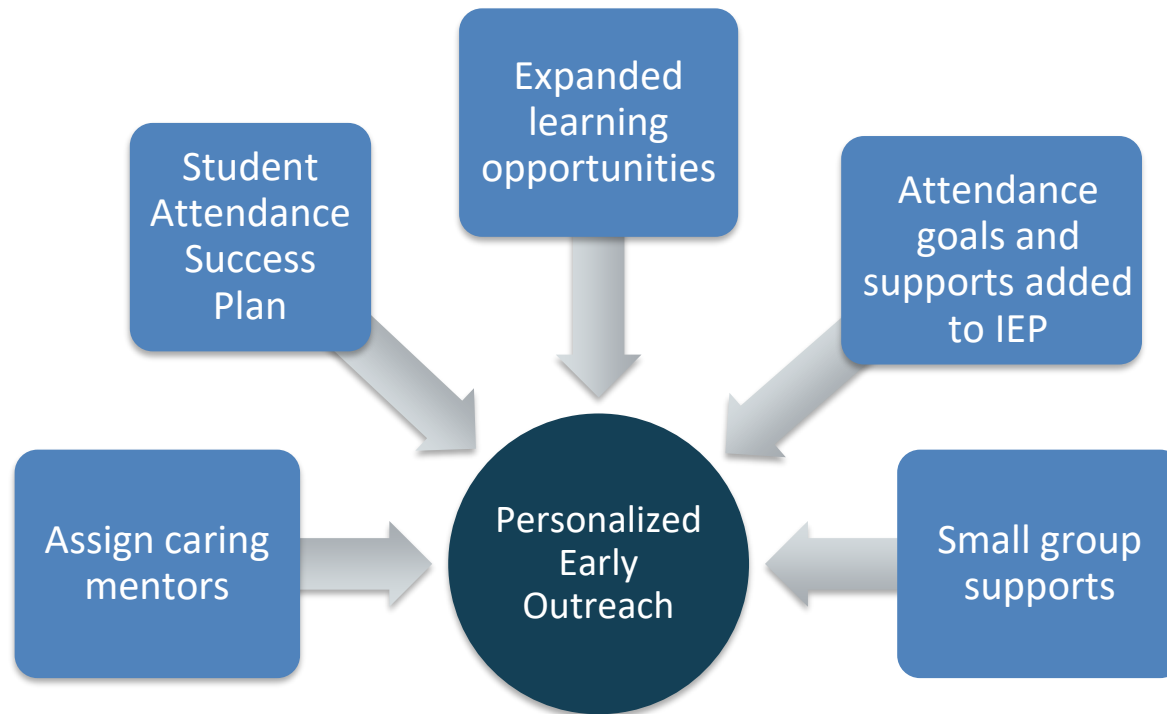 Expanded
learning
opportunities
Student
Attendance
Success
Plan
Attendance
goals and
supports added
to IEP
Assign caring
mentors
Personalized
Early
Outreach
Small group
supports